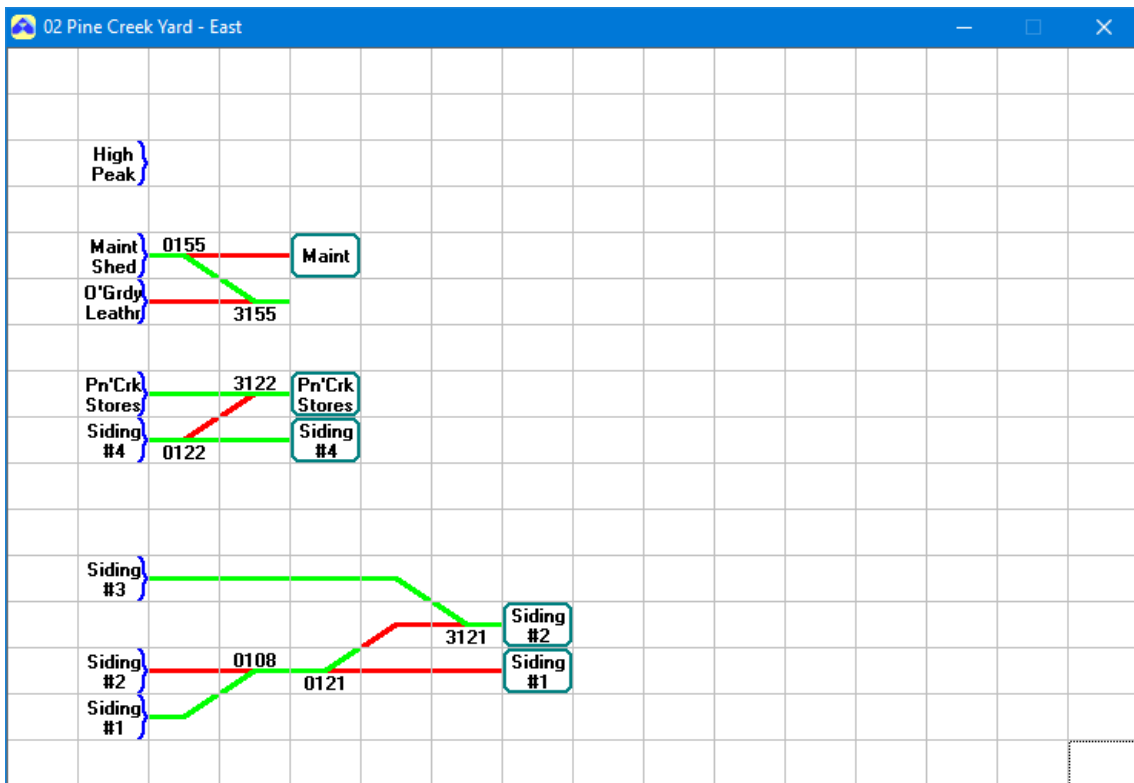 02 Pine Creek Yard - East
High
Peak
Maint
Shed
0155
Maint
O'Grdy
Leathr
3155
Pn'Crk
Stores
3122
Pn'Crk
Stores
Siding
#4
0122
Siding
#4
Siding
#3
3121
Siding
#2
Siding
#2
0108
0121
Siding
#1
Siding
#1